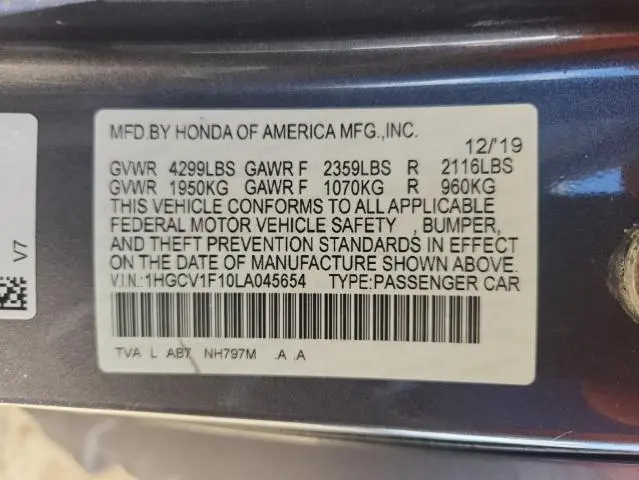 MFD.BY HONDA OF AMERICA MFG.,INC.
12/'19
GVWR 4299LBS GAWR F 2359LBS R 2116LBS
GVWR 1950KG GAWR F 1070KG R 960KG
THIS VEHICLE CONFORMS TO ALL APPLICABLE
FEDERAL MOTOR VEHICLE SAFETY , BUMPER,
AND THEFT PREVENTION STANDARDS IN EFFECT
ON THE DATE OF MANUFACTURE SHOWN ABOVE.
V.I.N.:1HGCV1F10LA045654 TYPE:PASSENGER CAR
TVA L AB7 NH797M .A .A
V7